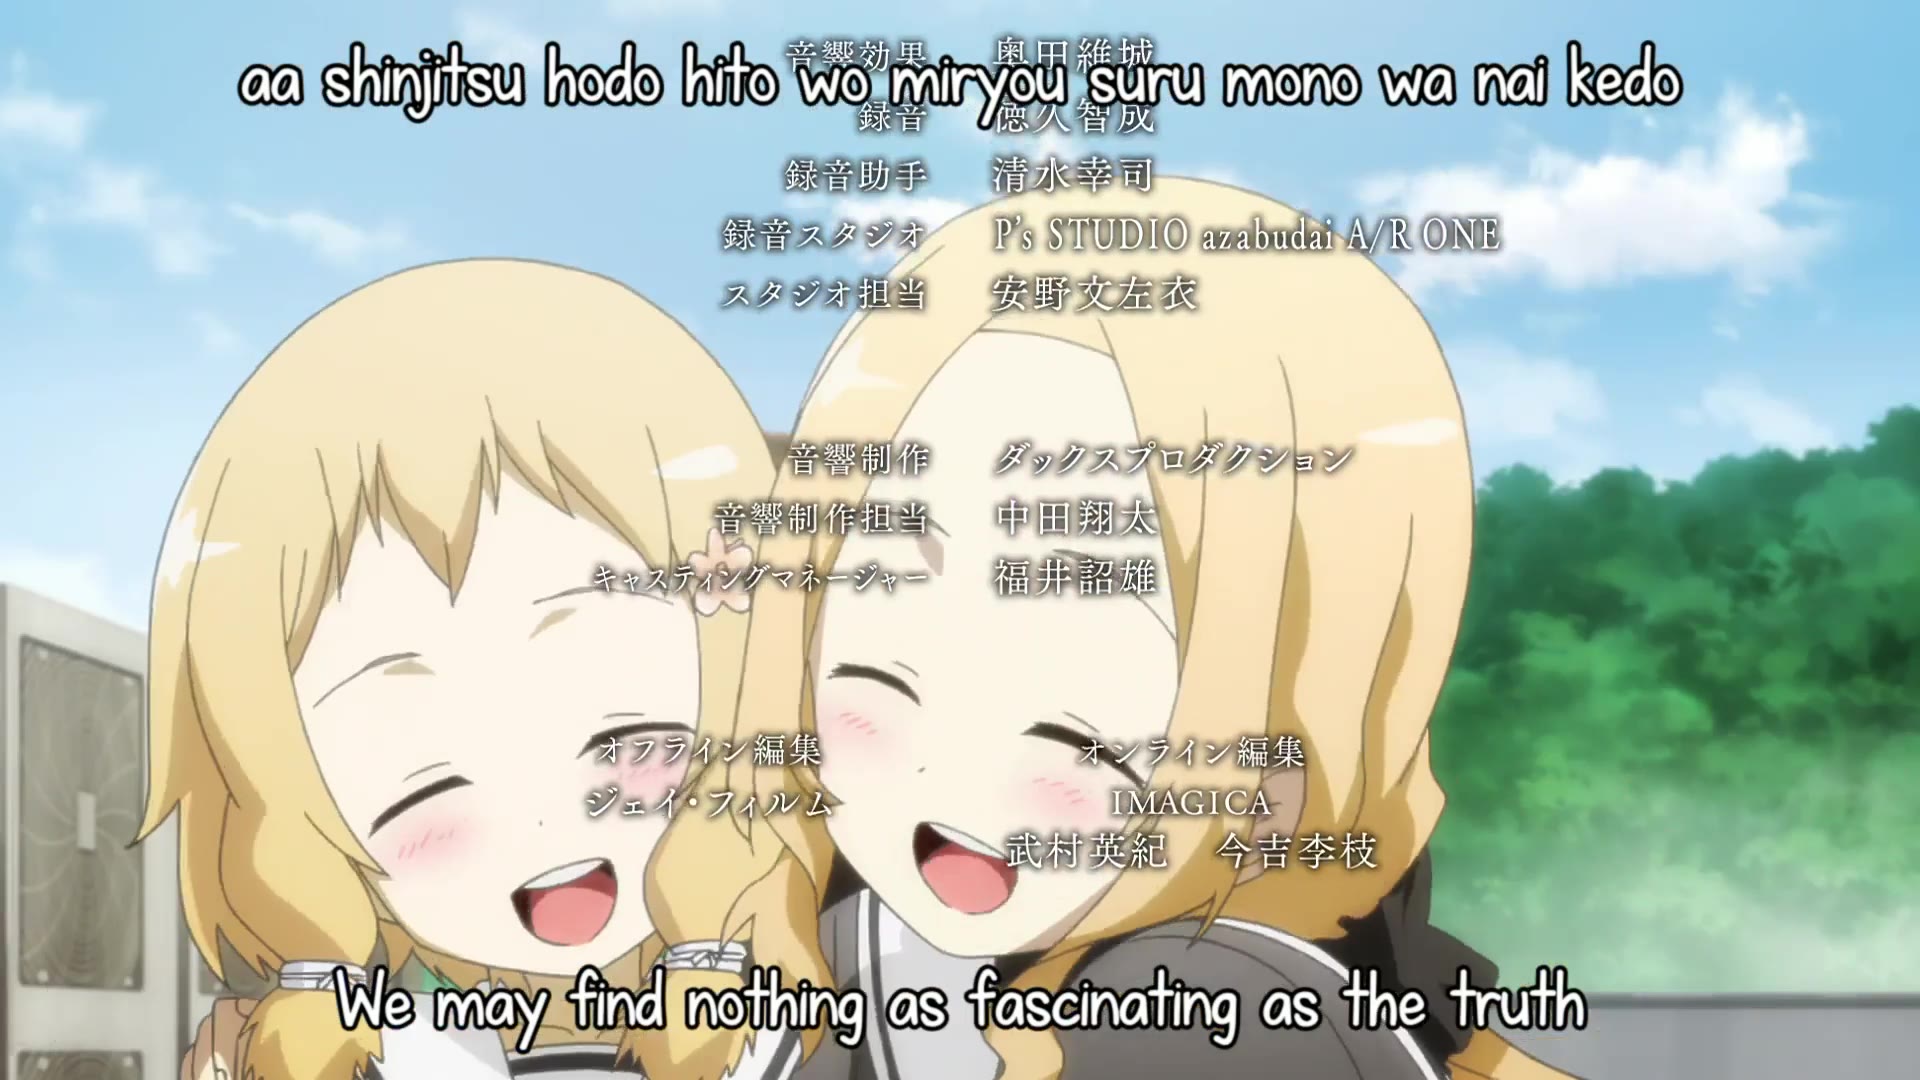 aa shinjitsu hodo hito wo miryou suru mono wa nai kedo
音響効果 奥田維城
録音 徳久智成
録音助手 清水幸司
録音スタジオ P's STUDIO azabudai A/R ONE
スタジオ担当 安野文左衣
音響制作 ダックスプロダクション
音響制作担当 中田翔太
キャスティングマネージャー 福井詔雄
オフライン編集 オンライン編集
ジェイ・フィルム IMAGICA
武村英紀 今吉李枝
We may find nothing as fascinating as the truth